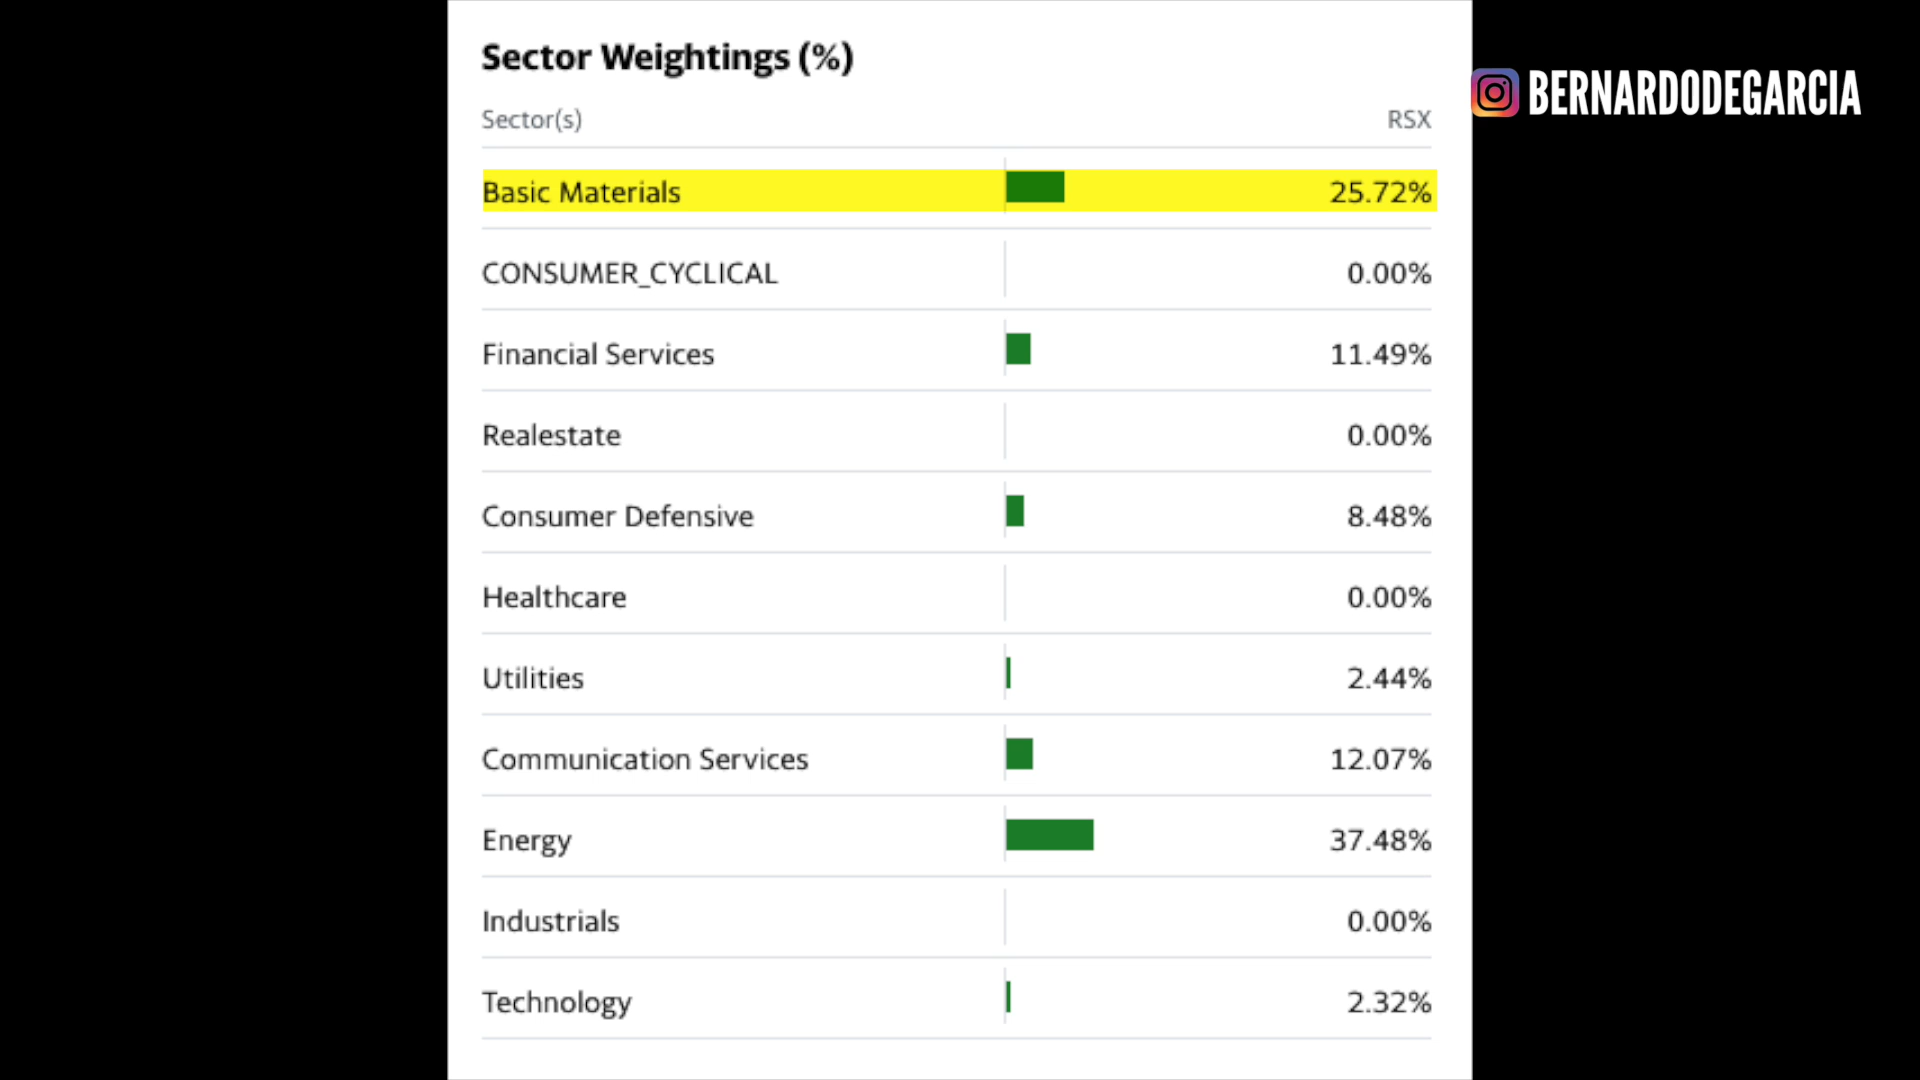 Sector Weightings (%)
Sector(s) RSX
BERNARDODEGARCIA
Basic Materials 25.72%
CONSUMER_CYCLICAL 0.00%
Financial Services 11.49%
Realestate 0.00%
Consumer Defensive 8.48%
Healthcare 0.00%
Utilities 2.44%
Communication Services 12.07%
Energy 37.48%
Industrials 0.00%
Technology 2.32%